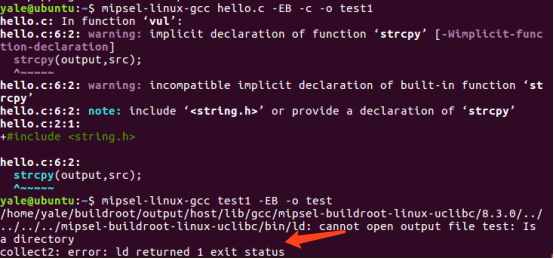 yale@ubuntu:~$ mipsel-linux-gcc hello.c -EB -c -o test1
hello.c: In function ‘vul’:
hello.c:6:2: warning: implicit declaration of function ‘strcpy’ [-Wimplicit-func
tion-declaration]
  strcpy(output,src);
  ^~~~~~
hello.c:6:2: warning: incompatible implicit declaration of built-in function ‘st
rcpy’
hello.c:6:2: note: include ‘<string.h>’ or provide a declaration of ‘strcpy’
hello.c:2:1:
+#include <string.h>
hello.c:6:2:
  strcpy(output,src);
  ^~~~~~
yale@ubuntu:~$ mipsel-linux-gcc test1 -EB -o test
/home/yale/buildroot/output/host/lib/gcc/mipsel-buildroot-linux-uclibc/8.3.0/../
../../../mipsel-buildroot-linux-uclibc/bin/ld: cannot open output file test: Is
a directory
collect2: error: ld returned 1 exit status